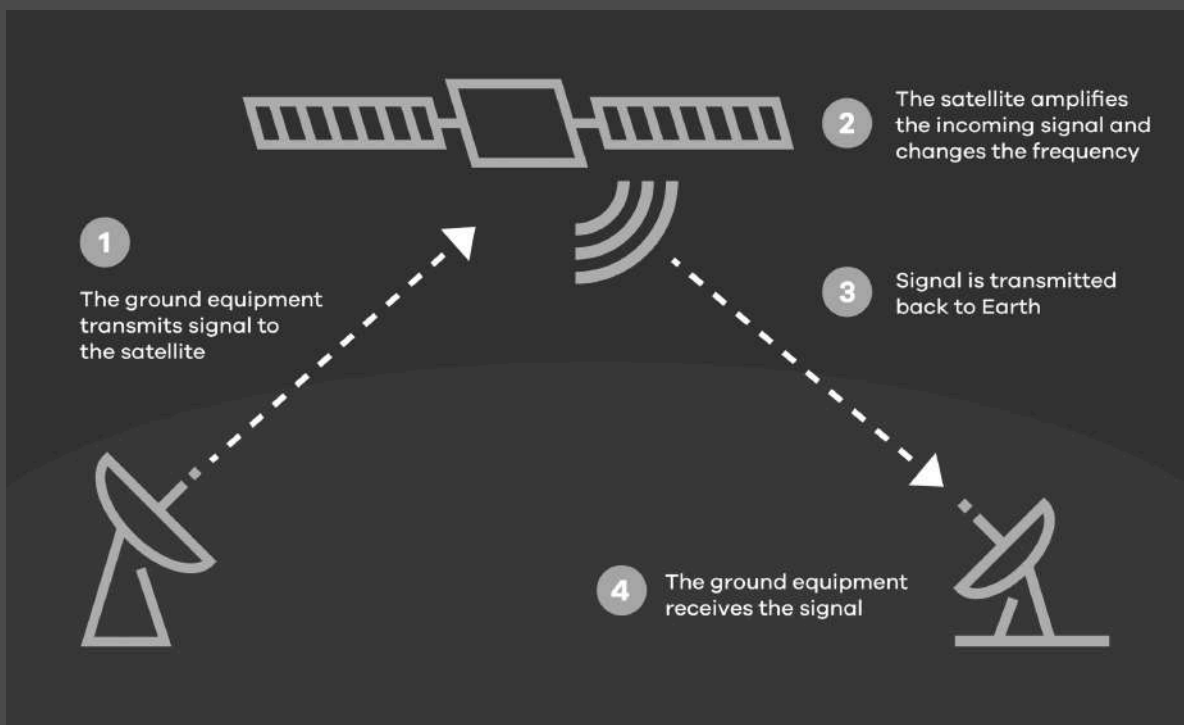 1
The ground equipment
transmits signal to
the satellite
2
The satellite amplifies
the incoming signal and
changes the frequency
3
Signal is transmitted
back to Earth
4
The ground equipment
receives the signal